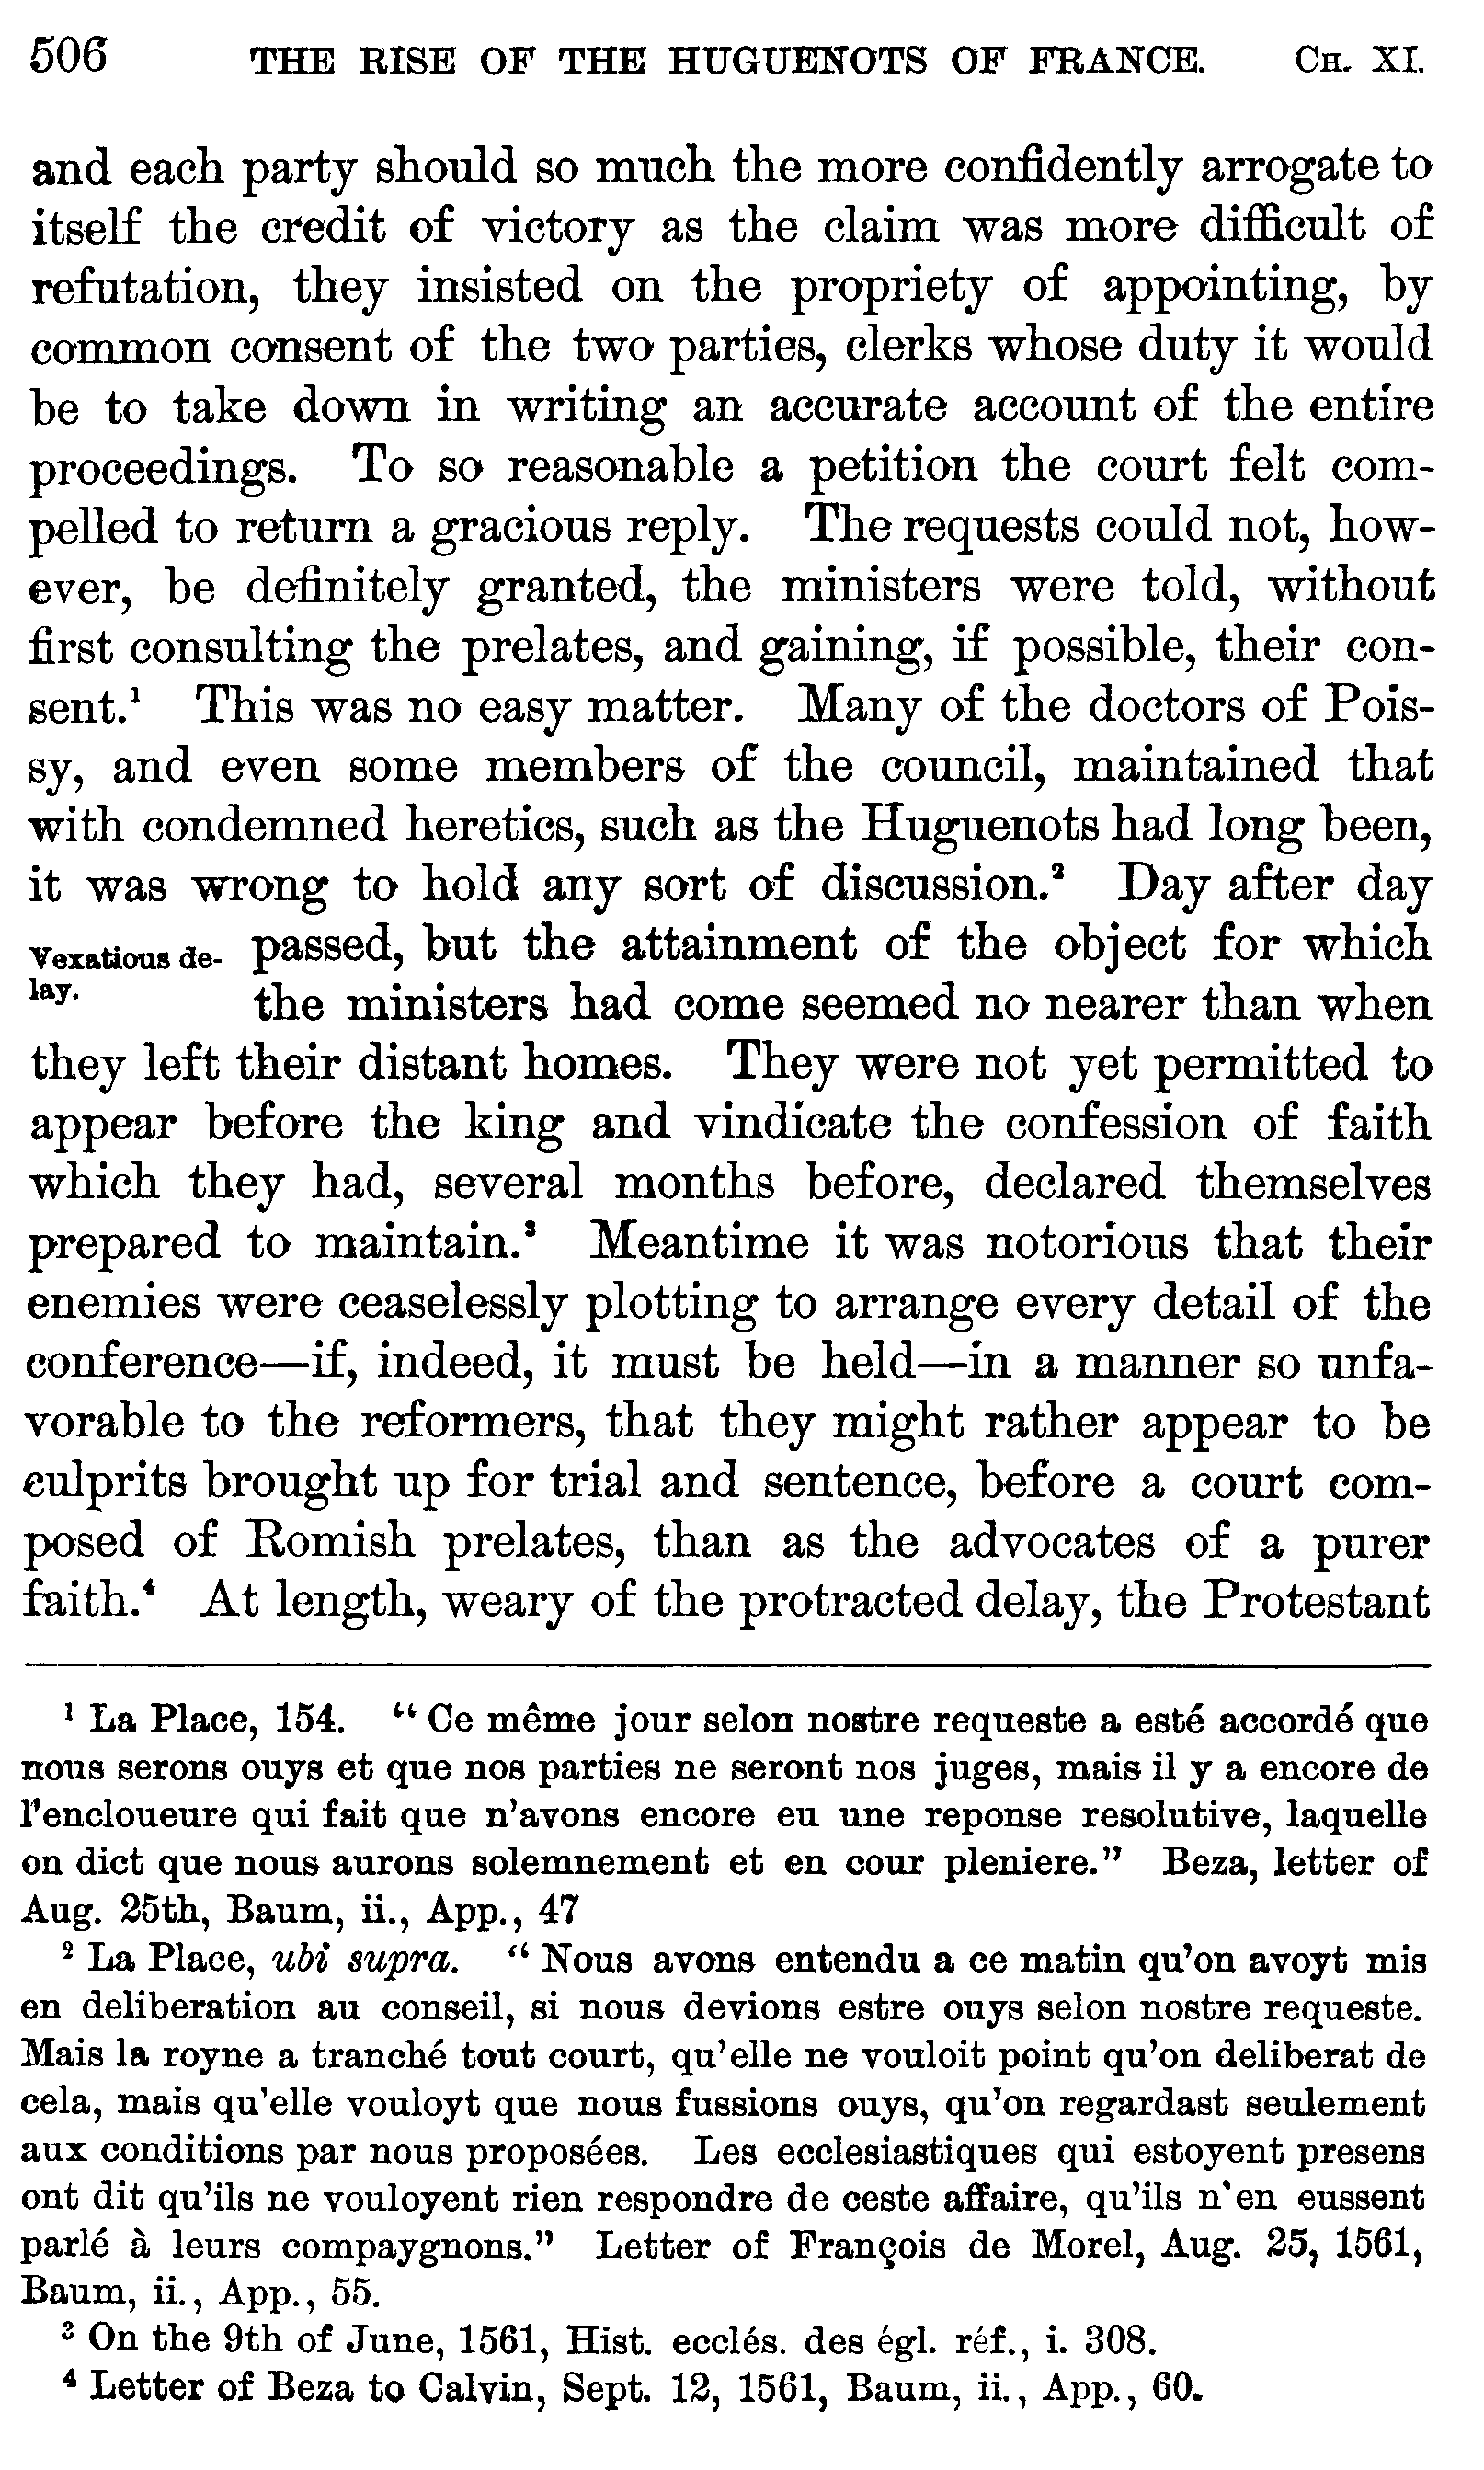 506 THE RISE OF THE HUGUENOTS OF FRANCE. CH. XI.
and each party should so much the more confidently arrogate to
itself the credit of victory as the claim was more difficult of
refutation, they insisted on the propriety of appointing, by
common consent of the two parties, clerks whose duty it would
be to take down in writing an accurate account of the entire
proceedings. To so reasonable a petition the court felt com-
pelled to return a gracious reply. The requests could not, how-
ever, be definitely granted, the ministers were told, without
first consulting the prelates, and gaining, if possible, their con-
sent.¹ This was no easy matter. Many of the doctors of Pois-
sy, and even some members of the council, maintained that
with condemned heretics, such as the Huguenots had long been,
it was wrong to hold any sort of discussion.² Day after day
Vexatious de-
lay.
passed, but the attainment of the object for which
the ministers had come seemed no nearer than when
they left their distant homes. They were not yet permitted to
appear before the king and vindicate the confession of faith
which they had, several months before, declared themselves
prepared to maintain.³ Meantime it was notorious that their
enemies were ceaselessly plotting to arrange every detail of the
conference—if, indeed, it must be held—in a manner so unfa-
vorable to the reformers, that they might rather appear to be
culprits brought up for trial and sentence, before a court com-
posed of Romish prelates, than as the advocates of a purer
faith.⁴ At length, weary of the protracted delay, the Protestant
¹ La Place, 154. “Ce même jour selon nostre requeste a esté accordé que
nous serons ouys et que nos parties ne seront nos juges, mais il y a encore de
l’encloueure qui fait que n’avons encore eu une reponse resolutive, laquelle
on dict que nous aurons solemnement et en cour pleniere.” Beza, letter of
Aug. 25th, Baum, ii., App., 47
² La Place, ubi supra. “Nous avons entendu a ce matin qu’on avoyt mis
en deliberation au conseil, si nous devions estre ouys selon nostre requeste.
Mais la royne a tranché tout court, qu’elle ne vouloit point qu’on deliberat de
cela, mais qu’elle vouloyt que nous fussions ouys, qu’on regardast seulement
aux conditions par nous proposées. Les ecclesiastiques qui estoyent presens
ont dit qu’ils ne vouloyent rien respondre de ceste affaire, qu’ils n’en eussent
parlé à leurs compaygnons.” Letter of François de Morel, Aug. 25, 1561,
Baum, ii., App., 55.
³ On the 9th of June, 1561, Hist. ecclés. des égl. réf., i. 308.
⁴ Letter of Beza to Calvin, Sept. 12, 1561, Baum, ii., App., 60.